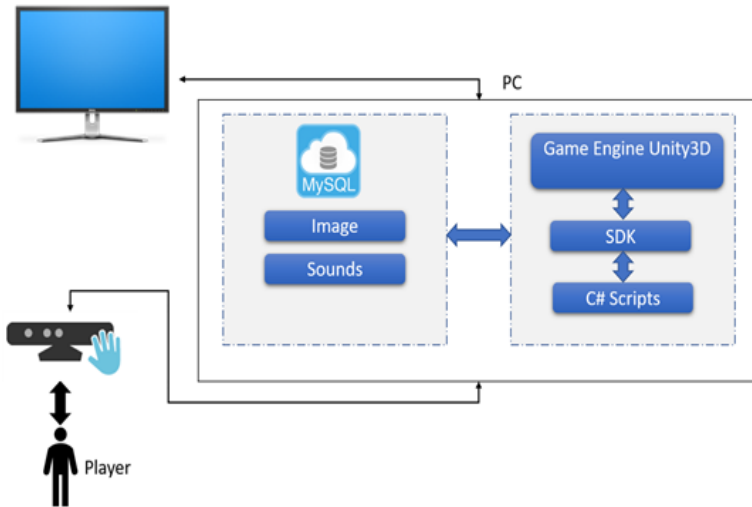 PC
MySQL
Image
Sounds
Game Engine Unity3D
SDK
C# Scripts
Player